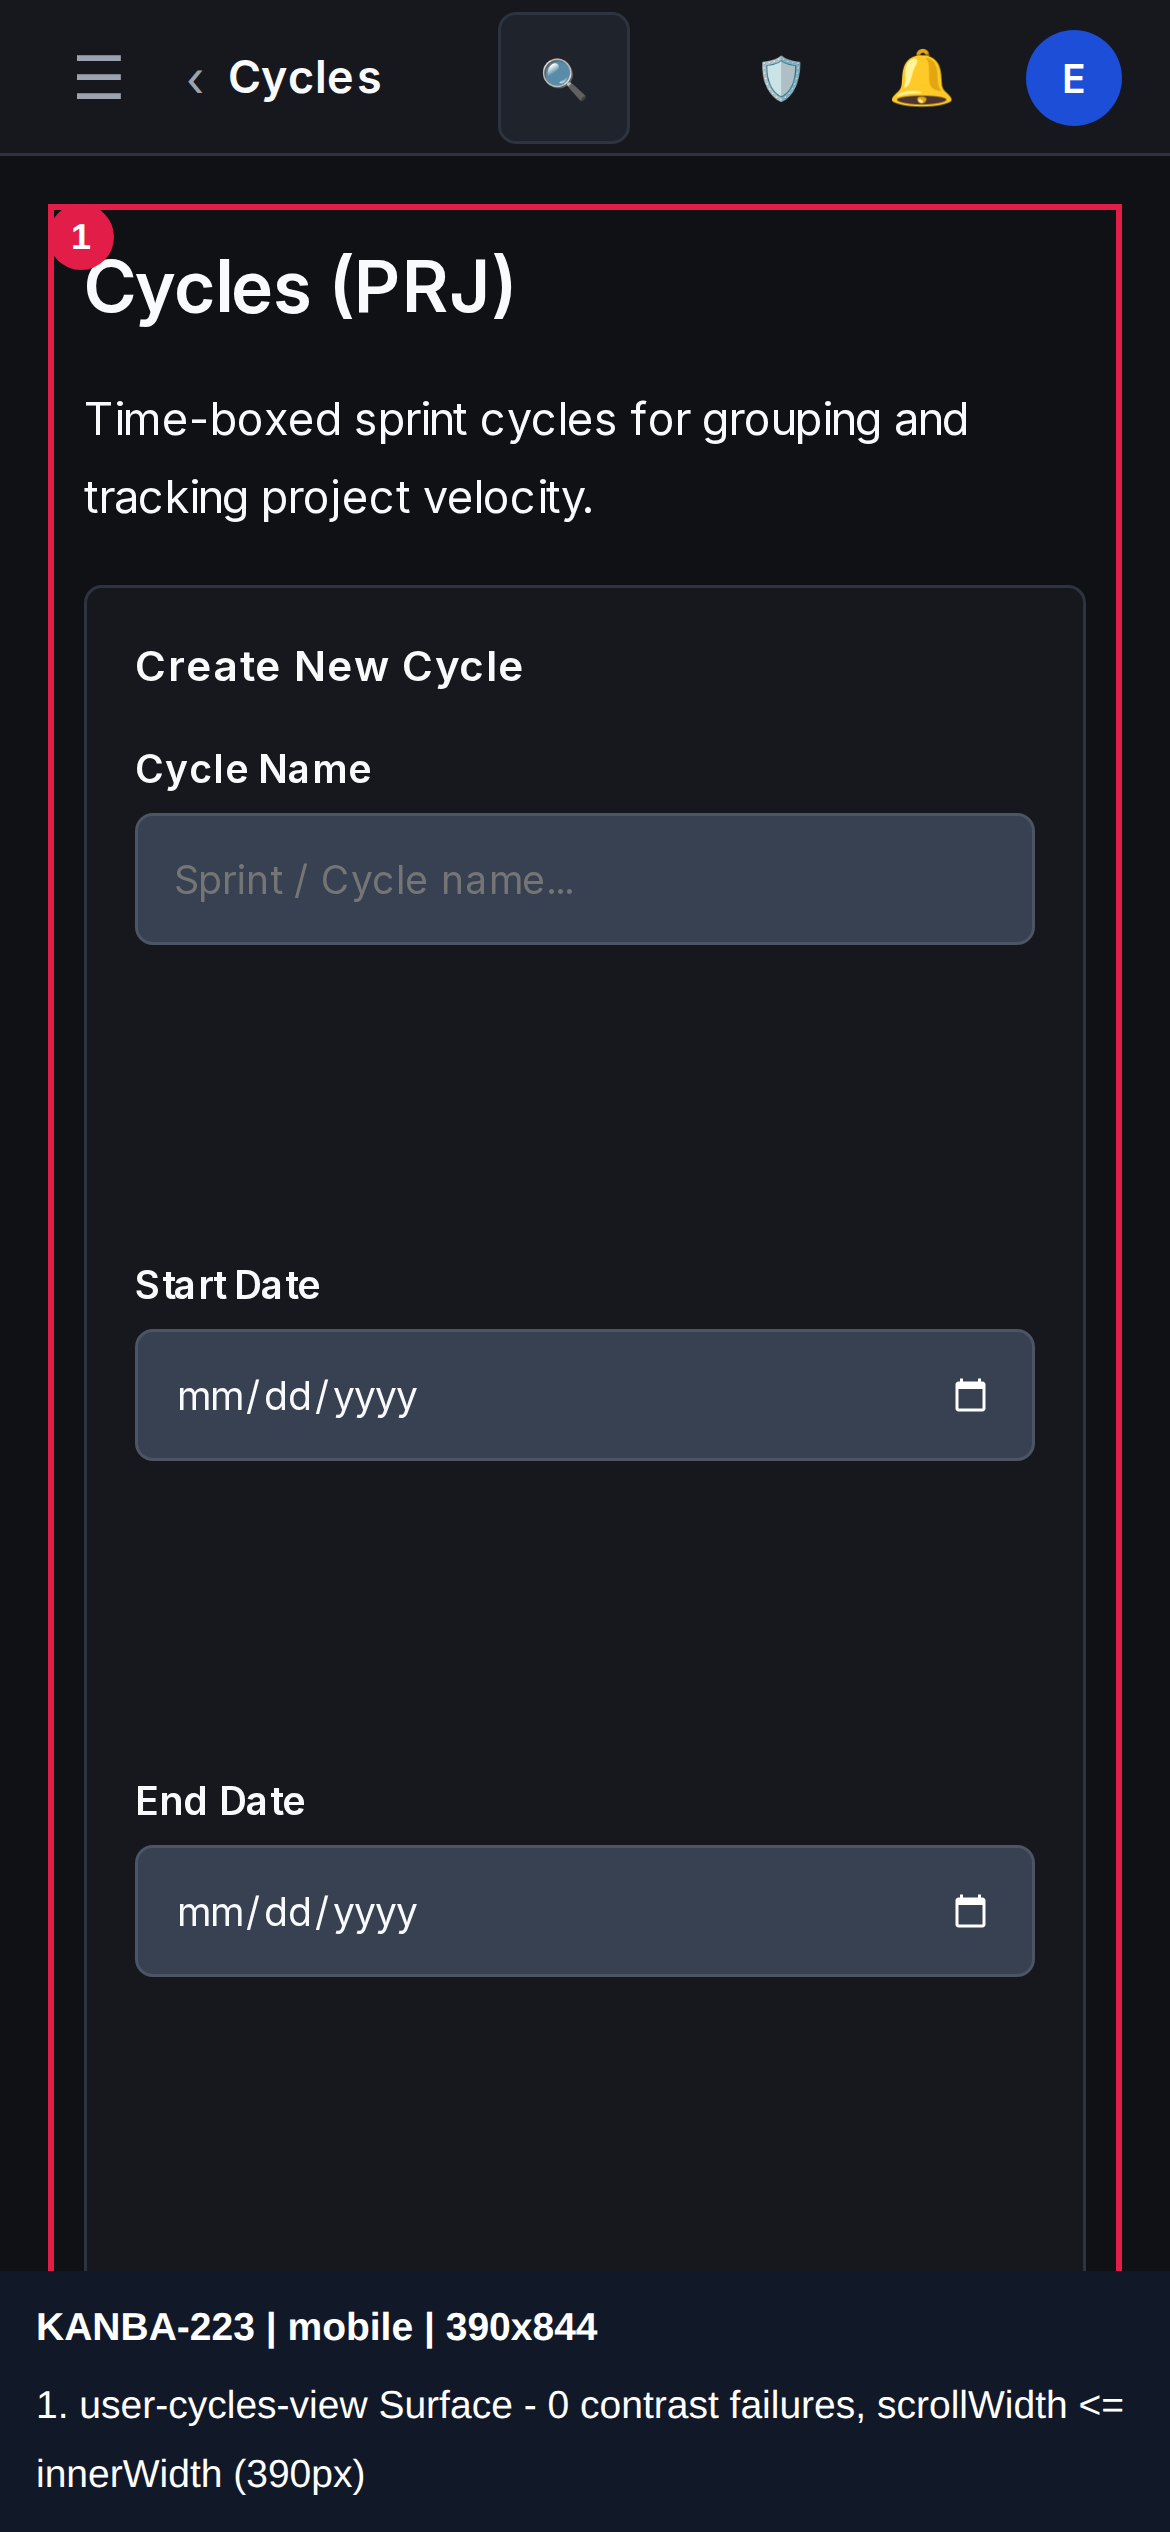 ‹ Cycles
E
1
Cycles (PRJ)
Time-boxed sprint cycles for grouping and
tracking project velocity.
Create New Cycle
Cycle Name
Sprint / Cycle name...
Start Date
mm/dd/yyyy
End Date
mm/dd/yyyy
KANBA-223 | mobile | 390x844
1. user-cycles-view Surface - 0 contrast failures, scrollWidth <=
innerWidth (390px)